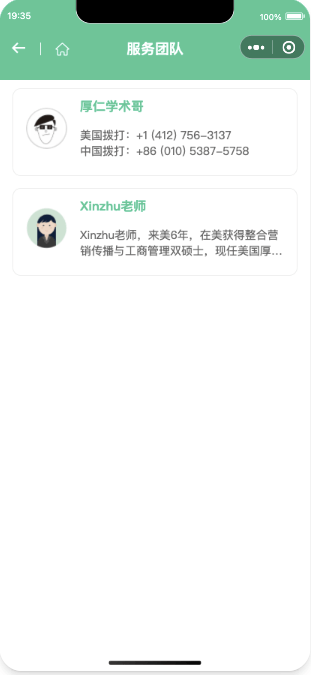 19:35
100%
服务团队
厚仁学术哥
美国拨打：+1 (412) 756-3137
中国拨打：+86 (010) 5387-5758
Xinzhu老师
Xinzhu老师，来美6年，在美获得整合营
销传播与工商管理双硕士，现任美国厚...